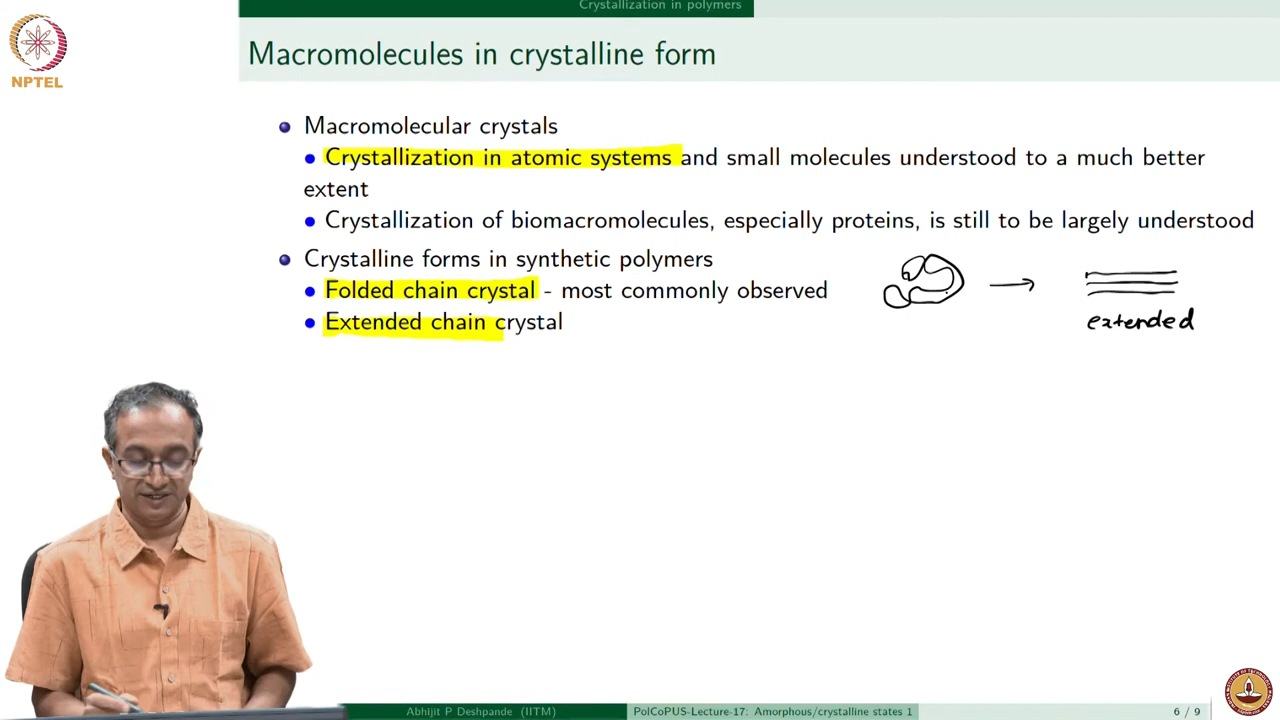 Crystallization in polymers
NPTEL
Macromolecules in crystalline form
Macromolecular crystals
Crystallization in atomic systems and small molecules understood to a much better
extent
Crystallization of biomacromolecules, especially proteins, is still to be largely understood
Crystalline forms in synthetic polymers
Folded chain crystal - most commonly observed
Extended chain crystal
extended
Abhijit P Deshpande (IITM)
PolCoPUS-Lecture-17: Amorphous/crystalline states 1
6 / 9